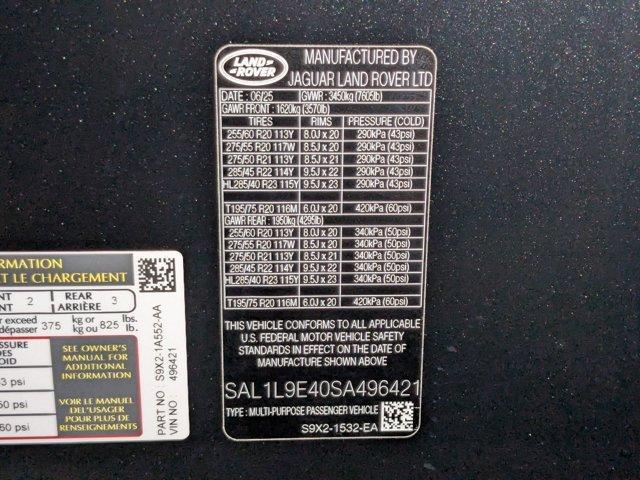 LAND
ROVER
MANUFACTURED BY
JAGUAR LAND ROVER LTD
DATE : 06/25 GVWR : 3450kg (7605lb)
GAWR FRONT : 1620kg (3570lb)
TIRES RIMS PRESSURE (COLD)
255/60 R20 113Y 8.0J x 20 290kPa (43psi)
275/55 R20 117W 8.5J x 20 290kPa (43psi)
275/50 R21 113Y 8.5J x 21 290kPa (43psi)
285/45 R22 114Y 9.5J x 22 290kPa (43psi)
HL285/40 R23 115Y 9.5J x 23 290kPa (43psi)
T195/75 R20 116M 6.0J x 20 420kPa (60psi)
GAWR REAR : 1950kg (4295lb)
255/60 R20 113Y 8.0J x 20 340kPa (50psi)
275/55 R20 117W 8.5J x 20 340kPa (50psi)
275/50 R21 113Y 8.5J x 21 340kPa (50psi)
285/45 R22 114Y 9.5J x 22 340kPa (50psi)
HL285/40 R23 115Y 9.5J x 23 340kPa (50psi)
T195/75 R20 116M 6.0J x 20 420kPa (60psi)
THIS VEHICLE CONFORMS TO ALL APPLICABLE
U.S. FEDERAL MOTOR VEHICLE SAFETY
STANDARDS IN EFFECT ON THE DATE OF
MANUFACTURE SHOWN ABOVE
SAL1L9E40SA496421
TYPE : MULTI-PURPOSE PASSENGER VEHICLE
S9X2-1532-EA
RMATION
T LE CHARGEMENT
NT 2 REAR 3
NT ARRIÈRE
r exceed 375 kg or 825 lbs.
dépasser kg ou lb.
SSURE
DES
OID
3 psi
50 psi
60 psi
SEE OWNER'S
MANUAL FOR
ADDITIONAL
INFORMATION
VOIR LE MANUEL
DE L'USAGER
POUR PLUS DE
RENSEIGNEMENTS
PART NO : S9X2-1A552-AA
VIN NO : 496421